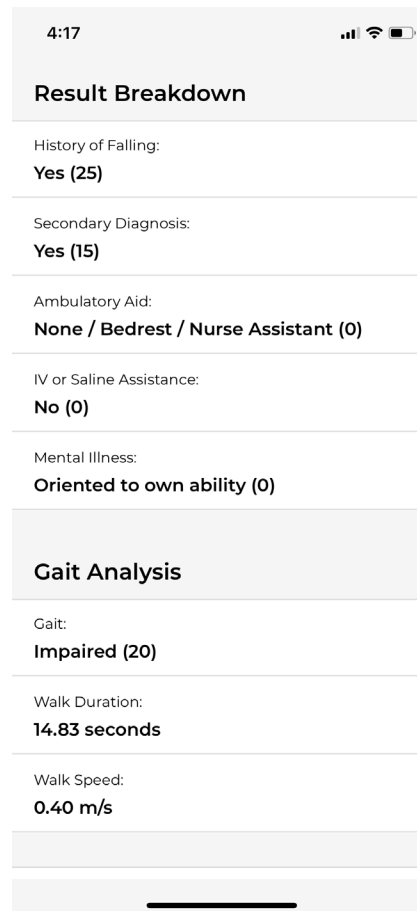 4:17
Result Breakdown
History of Falling:
Yes (25)
Secondary Diagnosis:
Yes (15)
Ambulatory Aid:
None / Bedrest / Nurse Assistant (0)
IV or Saline Assistance:
No (0)
Mental Illness:
Oriented to own ability (0)
Gait Analysis
Gait:
Impaired (20)
Walk Duration:
14.83 seconds
Walk Speed:
0.40 m/s